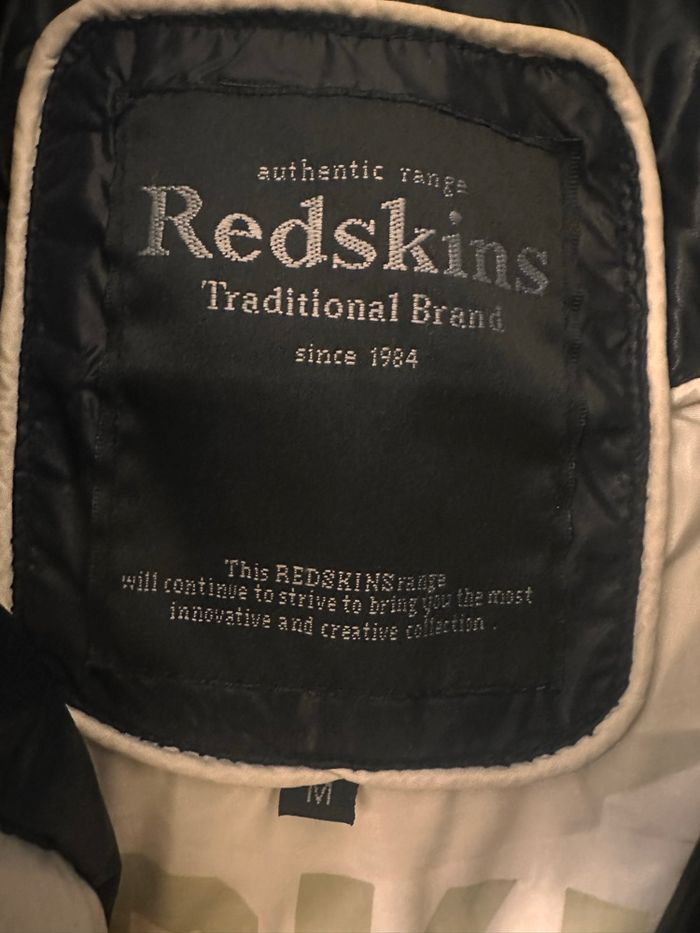 authentic range
Redskins
Traditional Brand
since 1984
This REDSKINS range
will continue to strive to bring you the most
innovative and creative collection .
M